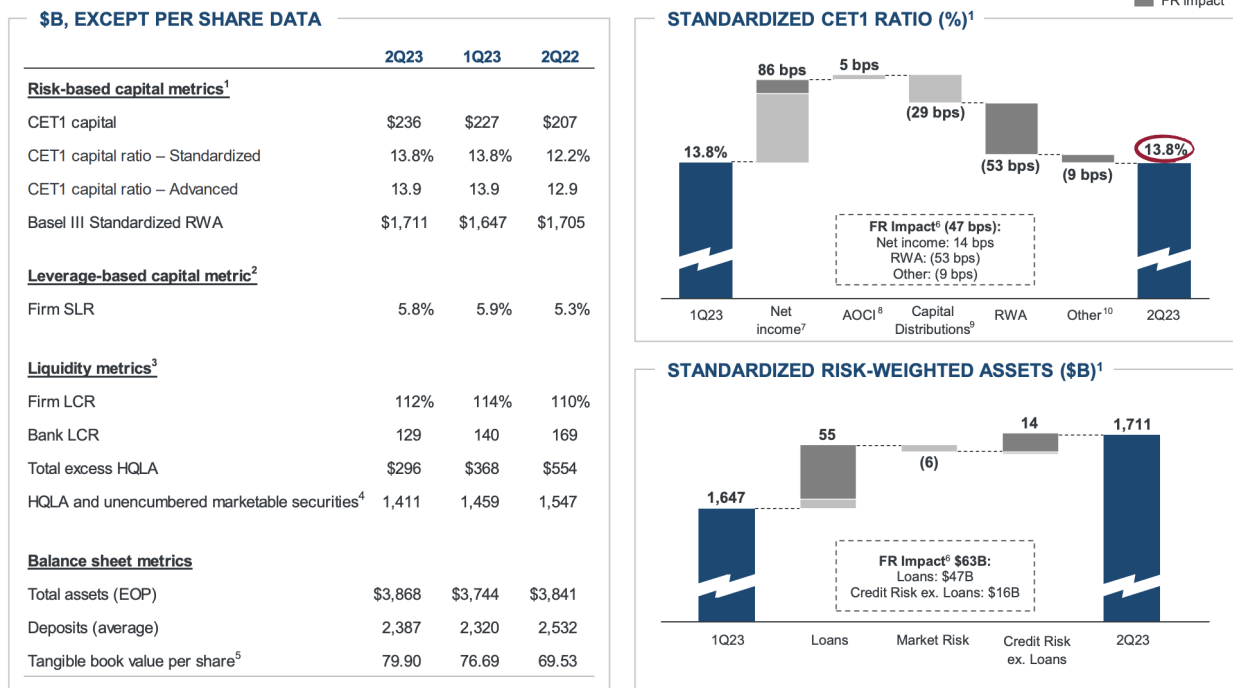 FR Impact
$B, EXCEPT PER SHARE DATA
2Q23 1Q23 2Q22
Risk-based capital metrics1
CET1 capital $236 $227 $207
CET1 capital ratio – Standardized 13.8% 13.8% 12.2%
CET1 capital ratio – Advanced 13.9 13.9 12.9
Basel III Standardized RWA $1,711 $1,647 $1,705
Leverage-based capital metric2
Firm SLR 5.8% 5.9% 5.3%
Liquidity metrics3
Firm LCR 112% 114% 110%
Bank LCR 129 140 169
Total excess HQLA $296 $368 $554
HQLA and unencumbered marketable securities4 1,411 1,459 1,547
Balance sheet metrics
Total assets (EOP) $3,868 $3,744 $3,841
Deposits (average) 2,387 2,320 2,532
Tangible book value per share5 79.90 76.69 69.53
STANDARDIZED CET1 RATIO (%)1
86 bps 5 bps
(29 bps)
13.8% (53 bps) (9 bps) 13.8%
FR Impact6 (47 bps):
Net income: 14 bps
RWA: (53 bps)
Other: (9 bps)
1Q23 Net income7 AOCI8 Capital Distributions9 RWA Other10 2Q23
STANDARDIZED RISK-WEIGHTED ASSETS ($B)1
1,647 55 (6) 14 1,711
FR Impact6 $63B:
Loans: $47B
Credit Risk ex. Loans: $16B
1Q23 Loans Market Risk Credit Risk ex. Loans 2Q23